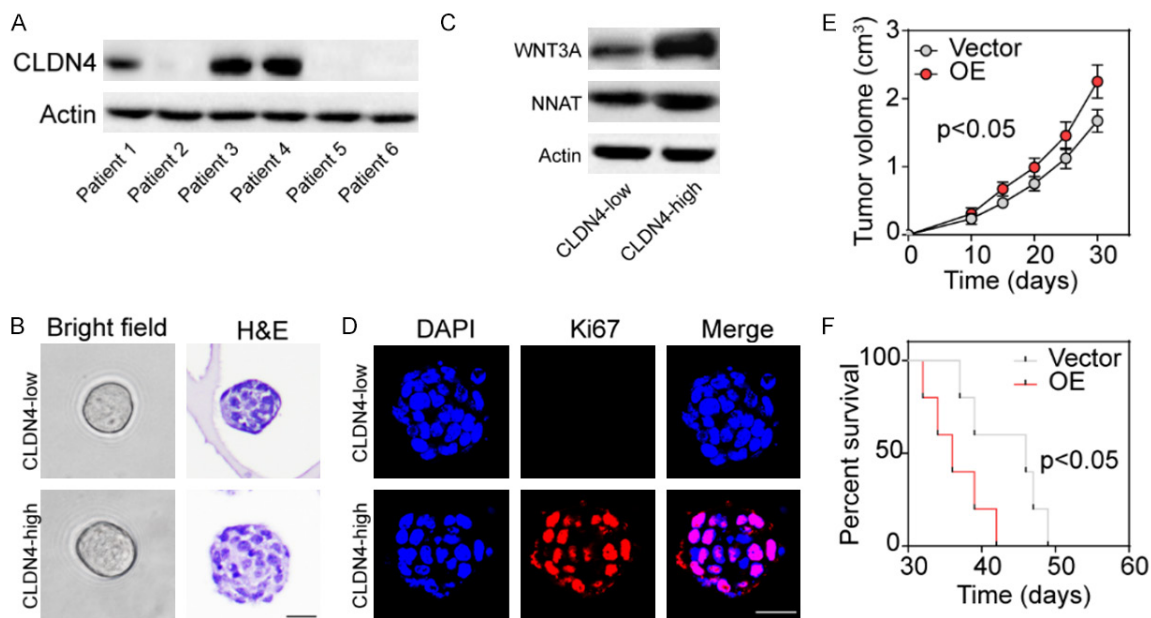 A
CLDN4
Actin
Patient 1
Patient 2
Patient 3
Patient 4
Patient 5
Patient 6
B
Bright field
H&E
CLDN4-low
CLDN4-high
C
WNT3A
NNAT
Actin
CLDN4-low
CLDN4-high
D
DAPI
Ki67
Merge
CLDN4-low
CLDN4-high
E
Tumor volume (cm³)
3
2
1
0
Vector
OE
p<0.05
0 10 20 30
Time (days)
F
Percent survival
100
50
0
Vector
OE
p<0.05
30 40 50 60
Time (days)